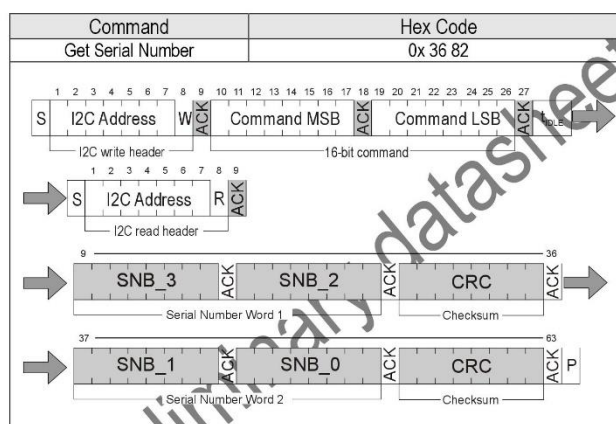 Command Hex Code
Get Serial Number 0x 36 82
1 2 3 4 5 6 7 8 9 10 11 12 13 14 15 16 17 18 19 20 21 22 23 24 25 26 27
S I2C Address W ACK Command MSB ACK Command LSB ACK tIDLE
I2C write header 16-bit command
1 2 3 4 5 6 7 8 9
S I2C Address R ACK
I2C read header
9 36
SNB_3 ACK SNB_2 ACK CRC ACK
Serial Number Word 1 Checksum
37 63
SNB_1 ACK SNB_0 ACK CRC ACK P
Serial Number Word 2 Checksum
liminary datasheet